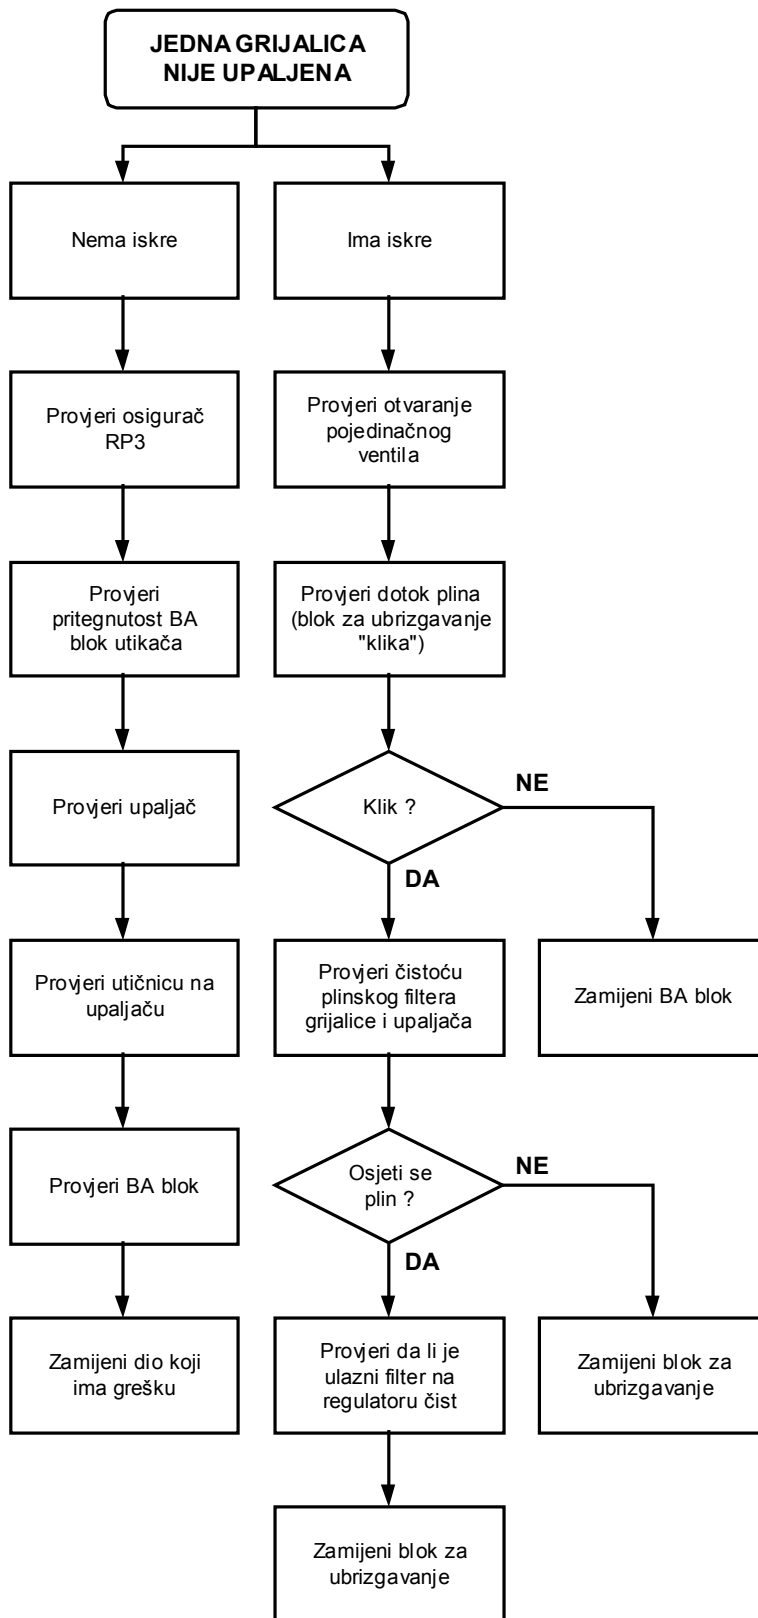 JEDNA GRIJALICA
NIJE UPALJENA
Nema iskre
Ima iskre
Provjeri osigurač
RP3
Provjeri otvaranje
pojedinačnog
ventila
Provjeri
pritegnutost BA
blok utikača
Provjeri dotok plina
(blok za ubrizgavanje
"klika")
Provjeri upaljač
Klik ?
NE
DA
Provjeri utičnicu na
upaljaču
Provjeri čistoću
plinskog filtera
grijalice i upaljača
Zamijeni BA blok
Provjeri BA blok
Osjeti se
plin ?
NE
DA
Zamijeni dio koji
ima grešku
Provjeri da li je
ulazni filter na
regulatoru čist
Zamijeni blok za
ubrizgavanje
Zamijeni blok za
ubrizgavanje